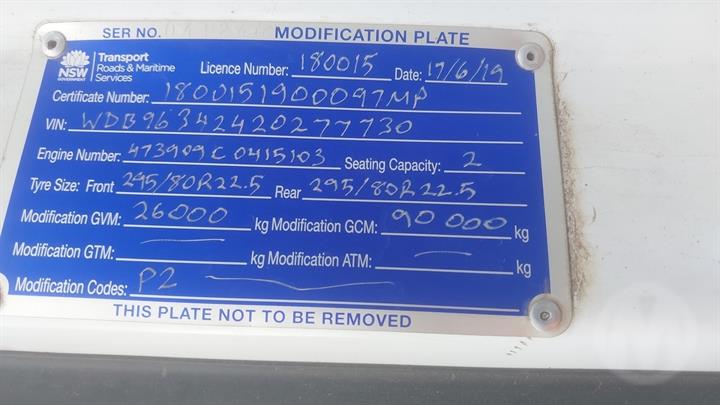 SER NO. MODIFICATION PLATE
NSW GOVERNMENT Transport Roads & Maritime Services
Licence Number: 180015 Date: 17/6/19
Certificate Number: 1800151900097MP
VIN: WDB96342420277730
Engine Number: 473909C0415103 Seating Capacity: 2
Tyre Size: Front 295/80R22.5 Rear 295/80R22.5
Modification GVM: 26000 kg Modification GCM: 90 000 kg
Modification GTM: — kg Modification ATM: — kg
Modification Codes: P2 —
THIS PLATE NOT TO BE REMOVED